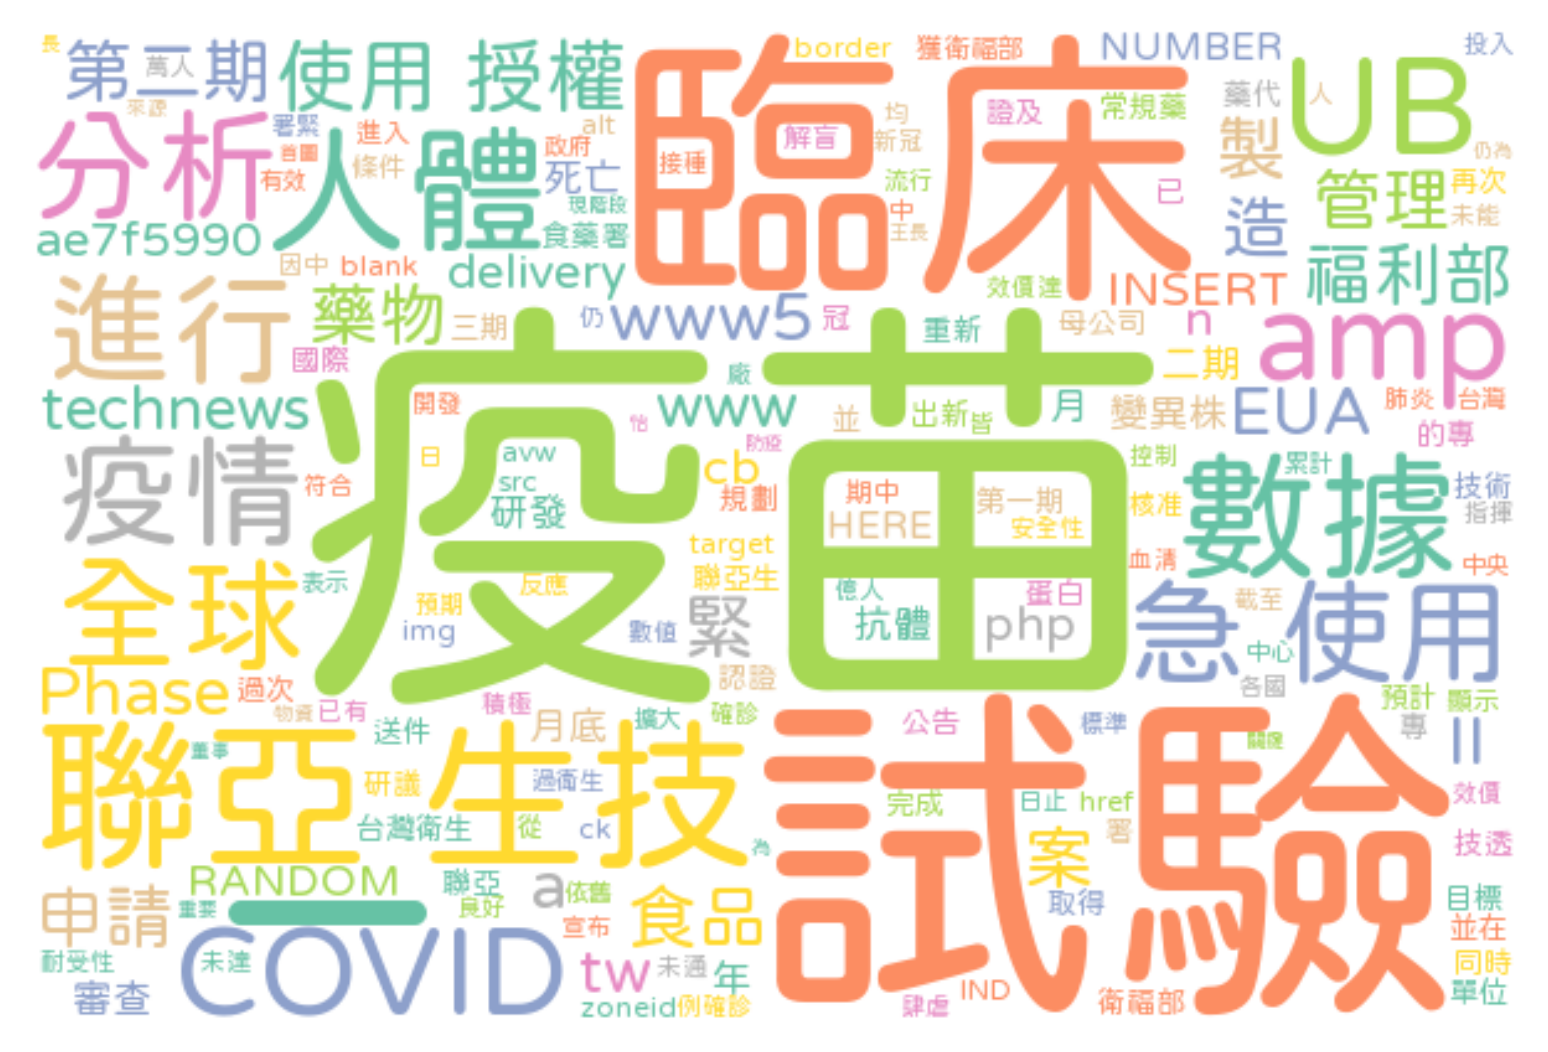 長
第二期
萬人
來源
使用 授權
臨床
border
獲衛福部
NUMBER
投入
分析
署緊
首圖
有效
進入
條件
alt
政府
死亡
現階段
食藥署
人體
接種
解盲
均
新冠
流行
中
王長
證及
常規藥
已
藥代
人
製
造
UB
仍為
管理
再次
未能
ae7f5990
因中
blank
delivery
效價達
INSERT
福利部
進行
藥物
三期
國際
仍
www5
冠
重新
母公司
n
amp
technews
疫苗
開發
廠
www
怡
防疫
並
出新
皆
月
二期
變異株
EUA
肺炎
台灣
的專
疫情
符合
日
avw
src
研發
cb
規劃
期中
HERE
第一期
安全性
控制
核准
累計
數據
技術
指揮
血清
中央
全球
表示
反應
預期
img
target
聯亞生
數值
緊
億人
抗體
蛋白
php
急 使用
截至
中心
各國
Phase
過次
物資
已有
積極
認證
擴大
確診
公告
標準
預計
顯示
專
II
聯亞生技
董事
送件
月底
研議
過衛生
台灣衛生
從
ck
為
試驗
關鍵
完成
日止
href
署
案
取得
效價
技透
RANDOM
聯亞
良好
重要
a
依舊
宣布
食品
申請
目標
並在
耐受性
未達
COVID
tw
未通
年
審查
zoneid
例確診
肆虐
IND
衛福部
同時
單位